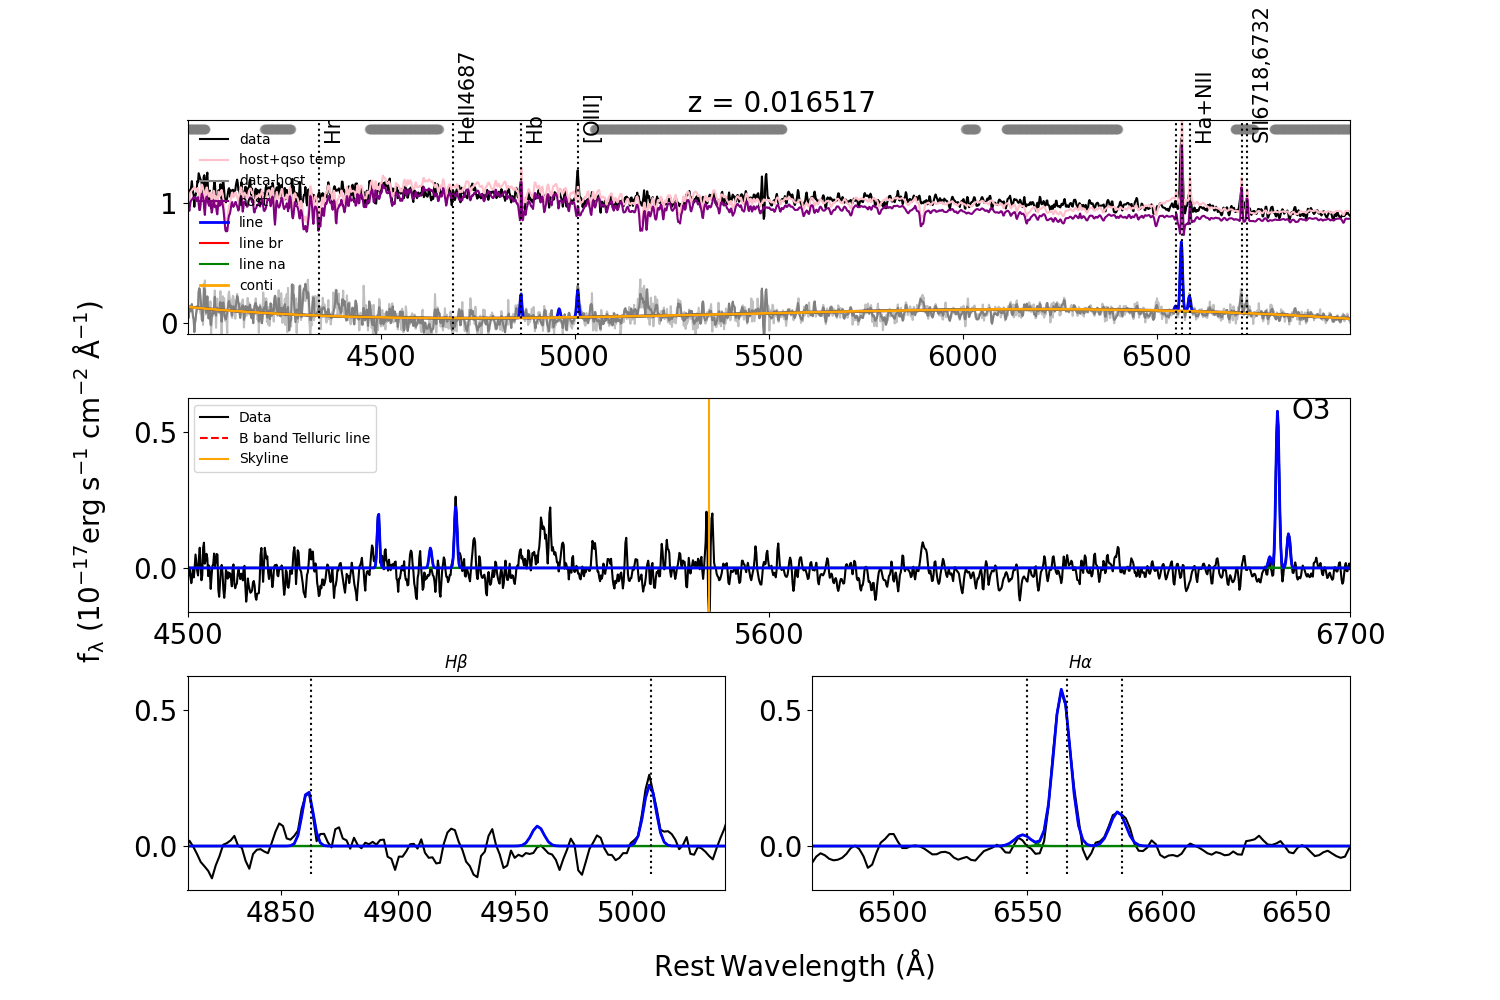 z = 0.016517
Hr
HeII4687
Hb
[OIII]
Ha+NII
SII6718,6732
data
host+qso temp
data-host
host
line
line br
line na
conti
1
0
4500
5000
5500
6000
6500
fλ (10⁻¹⁷erg s⁻¹ cm⁻² Å⁻¹)
Data
B band Telluric line
Skyline
O3
0.5
0.0
4500
5600
6700
Hβ
0.5
0.0
4850
4900
4950
5000
Hα
0.5
0.0
6500
6550
6600
6650
Rest Wavelength (Å)